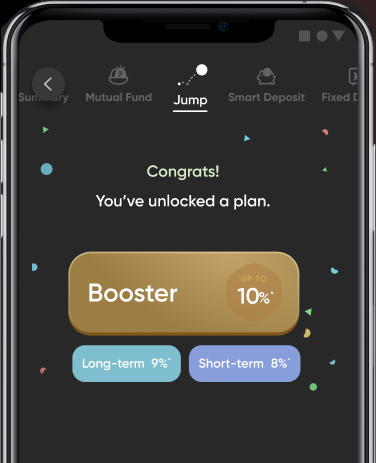 Summary Mutual Fund Jump Smart Deposit Fixed D
Congrats!
You've unlocked a plan.
Booster
UP TO
10%*
Long-term 9%* Short-term 8%*